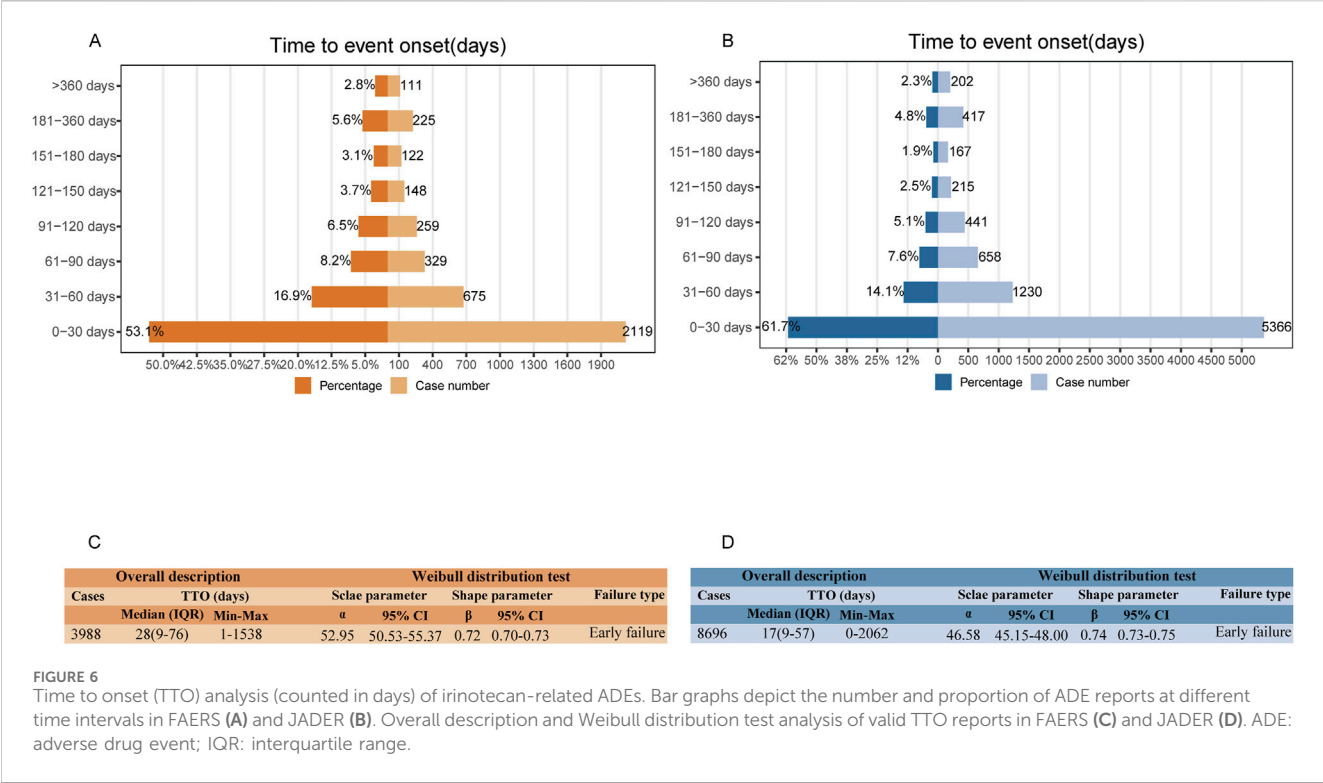 A
Time to event onset(days)
>360 days
2.8%
111
181−360 days
5.6%
225
151−180 days
3.1%
122
121−150 days
3.7%
148
91−120 days
6.5%
259
61−90 days
8.2%
329
31−60 days
16.9%
675
0−30 days
53.1%
2119
50.0%42.5%35.0%27.5%20.0%12.5% 5.0% 100 400 700 1000 1300 1600 1900
Percentage
Case number
B
Time to event onset(days)
>360 days
2.3%
202
181−360 days
4.8%
417
151−180 days
1.9%
167
121−150 days
2.5%
215
91−120 days
5.1%
441
61−90 days
7.6%
658
31−60 days
14.1%
1230
0−30 days
61.7%
5366
62% 50% 38% 25% 12% 0 500 1000 1500 2000 2500 3000 3500 4000 4500 5000
Percentage
Case number
C
Overall description Weibull distribution test
Cases TTO (days) Sclae parameter Shape parameter Failure type
Median (IQR) Min-Max α 95% CI β 95% CI
3988 28(9-76) 1-1538 52.95 50.53-55.37 0.72 0.70-0.73 Early failure
D
Overall description Weibull distribution test
Cases TTO (days) Sclae parameter Shape parameter Failure type
Median (IQR) Min-Max α 95% CI β 95% CI
8696 17(9-57) 0-2062 46.58 45.15-48.00 0.74 0.73-0.75 Early failure
FIGURE 6
Time to onset (TTO) analysis (counted in days) of irinotecan-related ADEs. Bar graphs depict the number and proportion of ADE reports at different
time intervals in FAERS (A) and JADER (B). Overall description and Weibull distribution test analysis of valid TTO reports in FAERS (C) and JADER (D). ADE:
adverse drug event; IQR: interquartile range.